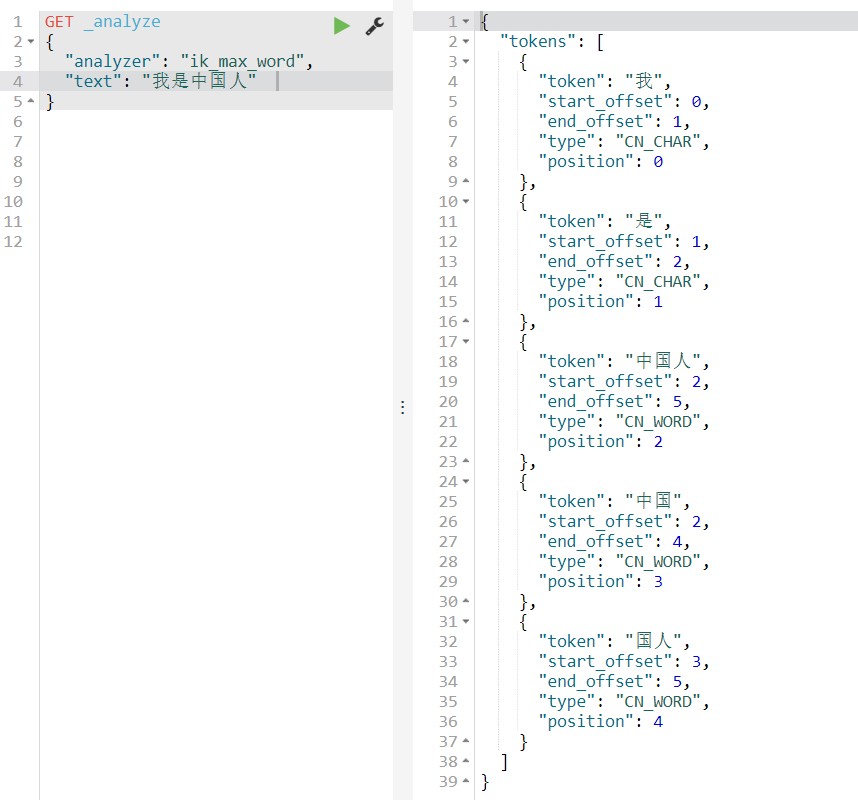 1 GET _analyze
2 {
3 "analyzer": "ik_max_word",
4 "text": "我是中国人"
5 }
6
7
8
9
10
11
12
1 {
2 "tokens": [
3 {
4 "token": "我",
5 "start_offset": 0,
6 "end_offset": 1,
7 "type": "CN_CHAR",
8 "position": 0
9 },
10 {
11 "token": "是",
12 "start_offset": 1,
13 "end_offset": 2,
14 "type": "CN_CHAR",
15 "position": 1
16 },
17 {
18 "token": "中国人",
19 "start_offset": 2,
20 "end_offset": 5,
21 "type": "CN_WORD",
22 "position": 2
23 },
24 {
25 "token": "中国",
26 "start_offset": 2,
27 "end_offset": 4,
28 "type": "CN_WORD",
29 "position": 3
30 },
31 {
32 "token": "国人",
33 "start_offset": 3,
34 "end_offset": 5,
35 "type": "CN_WORD",
36 "position": 4
37 }
38 ]
39 }